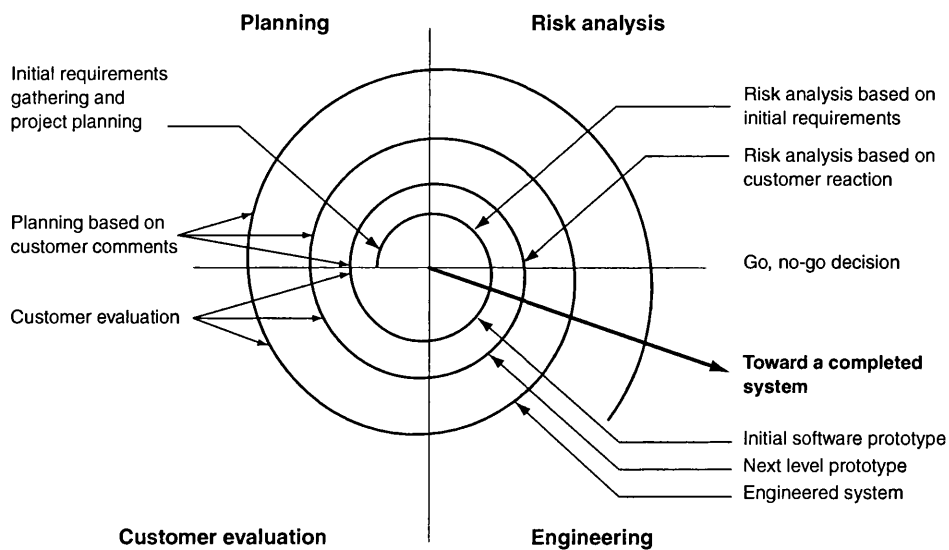 Planning
Risk analysis
Initial requirements
gathering and
project planning
Risk analysis based on
initial requirements
Risk analysis based on
customer reaction
Planning based on
customer comments
Go, no-go decision
Customer evaluation
Toward a completed
system
Initial software prototype
Next level prototype
Engineered system
Customer evaluation
Engineering